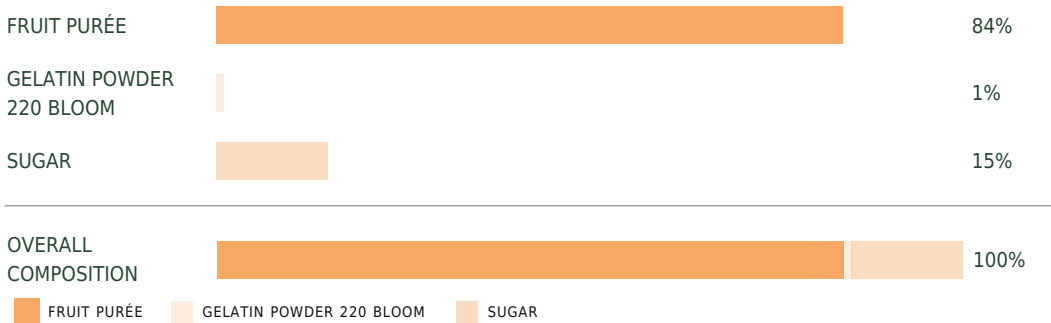 FRUIT PURÉE 84%
GELATIN POWDER
220 BLOOM 1%
SUGAR 15%
OVERALL
COMPOSITION 100%
FRUIT PURÉE GELATIN POWDER 220 BLOOM SUGAR